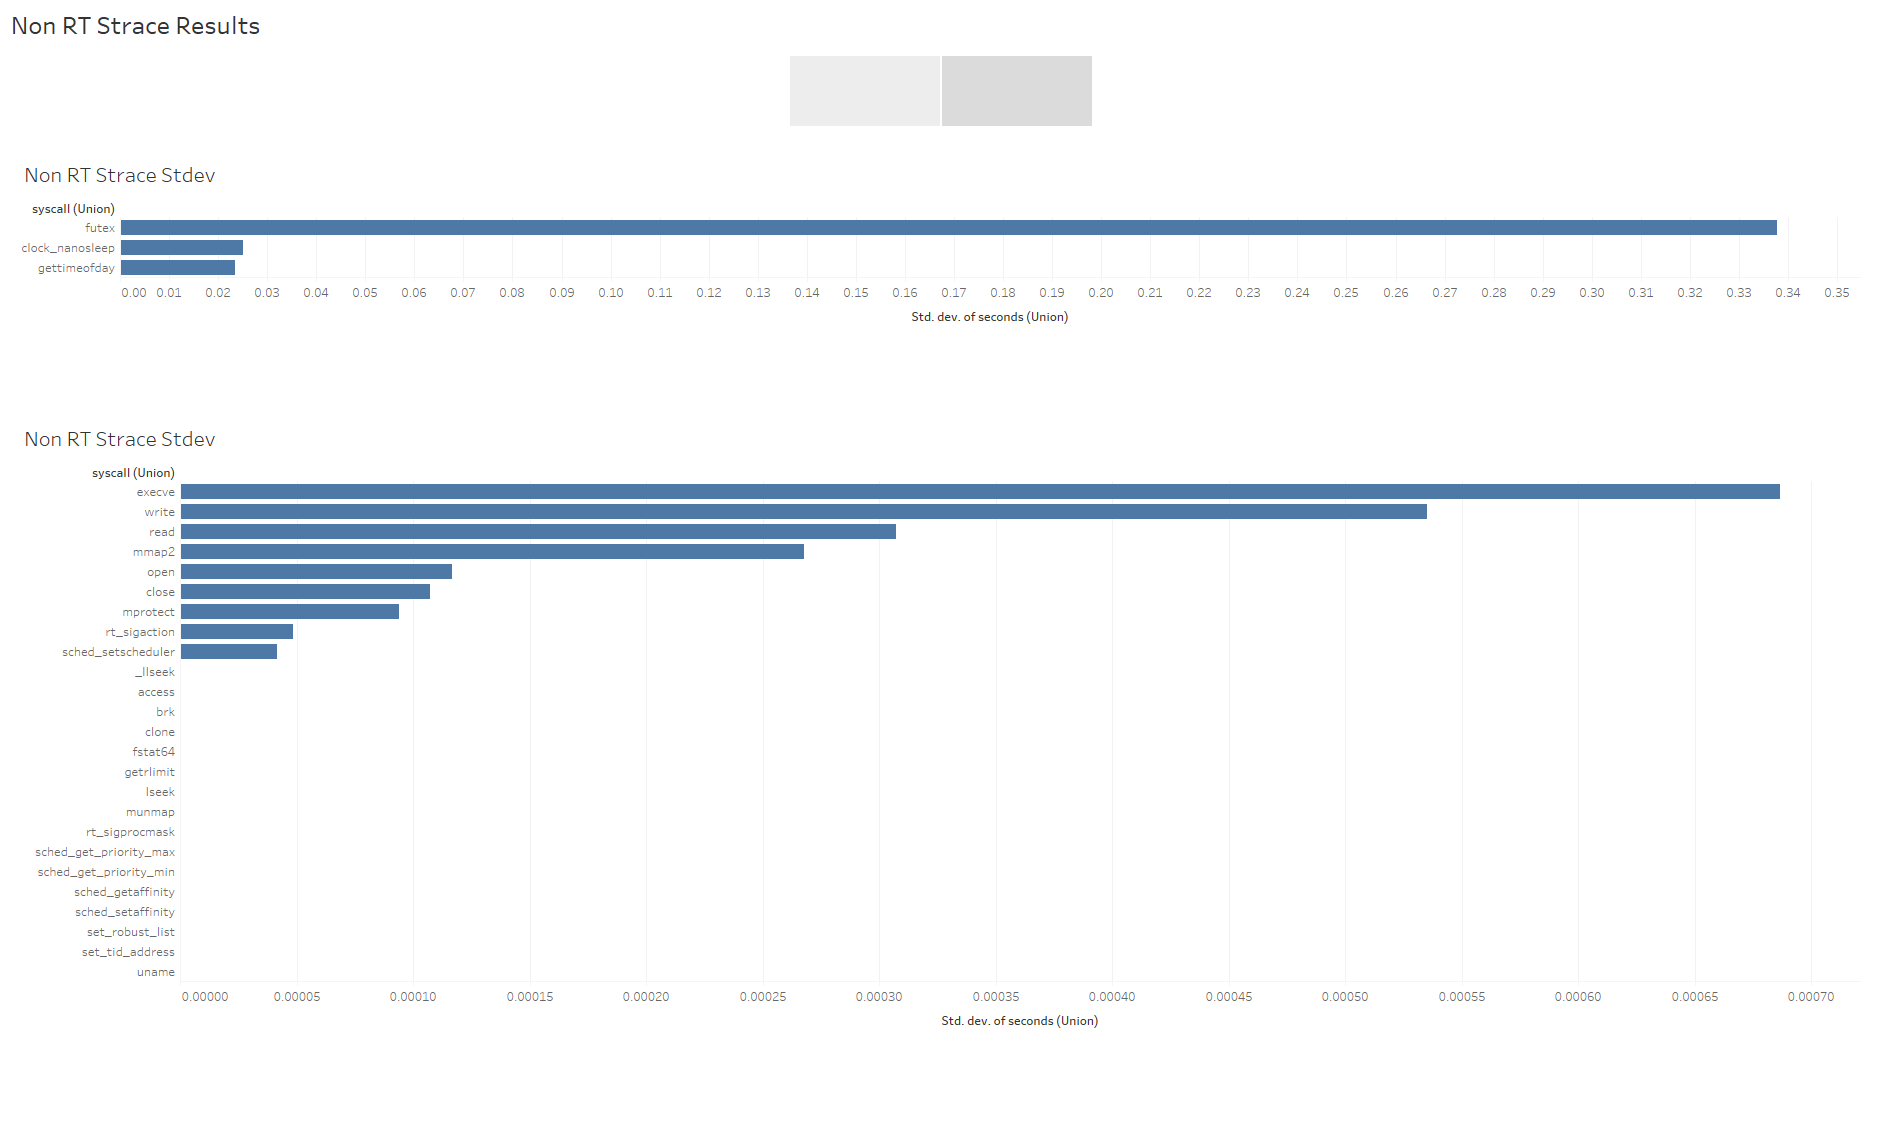 Non RT Strace Results
Non RT Strace Stdev
syscall (Union)
futex
clock_nanosleep
gettimeofday
0.00 0.01 0.02 0.03 0.04 0.05 0.06 0.07 0.08 0.09 0.10 0.11 0.12 0.13 0.14 0.15 0.16 0.17 0.18 0.19 0.20 0.21 0.22 0.23 0.24 0.25 0.26 0.27 0.28 0.29 0.30 0.31 0.32 0.33 0.34 0.35
Std. dev. of seconds (Union)
Non RT Strace Stdev
syscall (Union)
execve
write
read
mmap2
open
close
mprotect
rt_sigaction
sched_setscheduler
_llseek
access
brk
clone
fstat64
getrlimit
lseek
munmap
rt_sigprocmask
sched_get_priority_max
sched_get_priority_min
sched_getaffinity
sched_setaffinity
set_robust_list
set_tid_address
uname
0.00000 0.00005 0.00010 0.00015 0.00020 0.00025 0.00030 0.00035 0.00040 0.00045 0.00050 0.00055 0.00060 0.00065 0.00070
Std. dev. of seconds (Union)